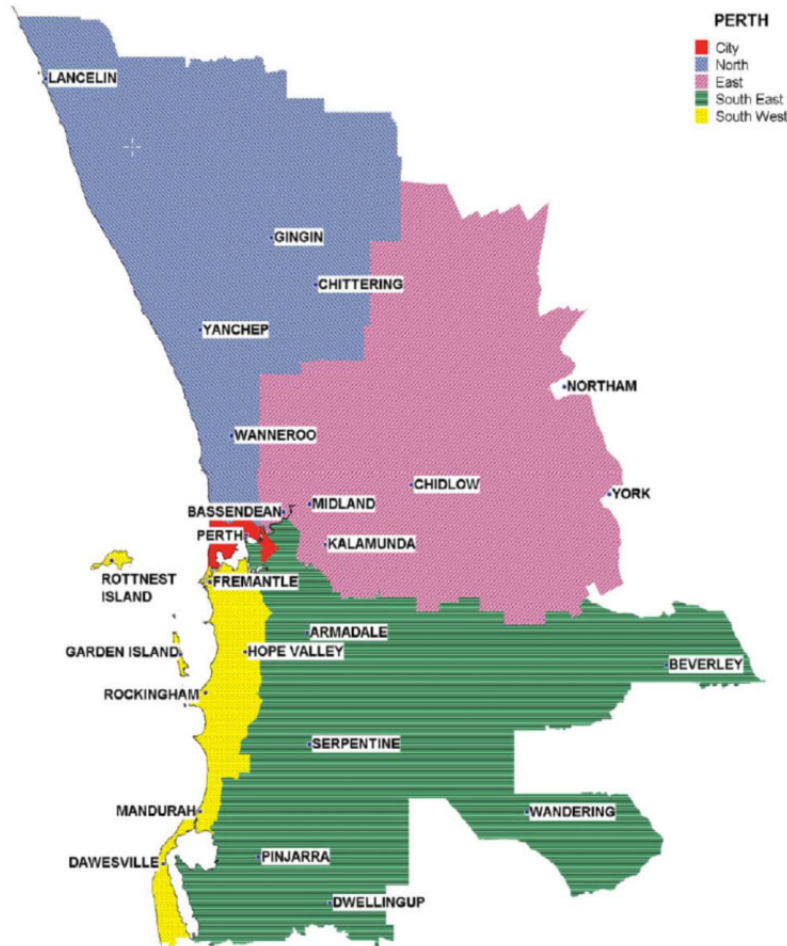 PERTH
City
North
East
South East
South West
LANCELIN
GINGIN
CHITTERING
YANCHEP
NORTHAM
WANNEROO
CHIDLOW
YORK
MIDLAND
BASSENDEAN
PERTH
KALAMUNDA
ROTTNEST
ISLAND
FREMANTLE
ARMADALE
GARDEN ISLAND
HOPE VALLEY
BEVERLEY
ROCKINGHAM
SERPENTINE
MANDURAH
WANDERING
DAWESVILLE
PINJARRA
DWELLINGUP